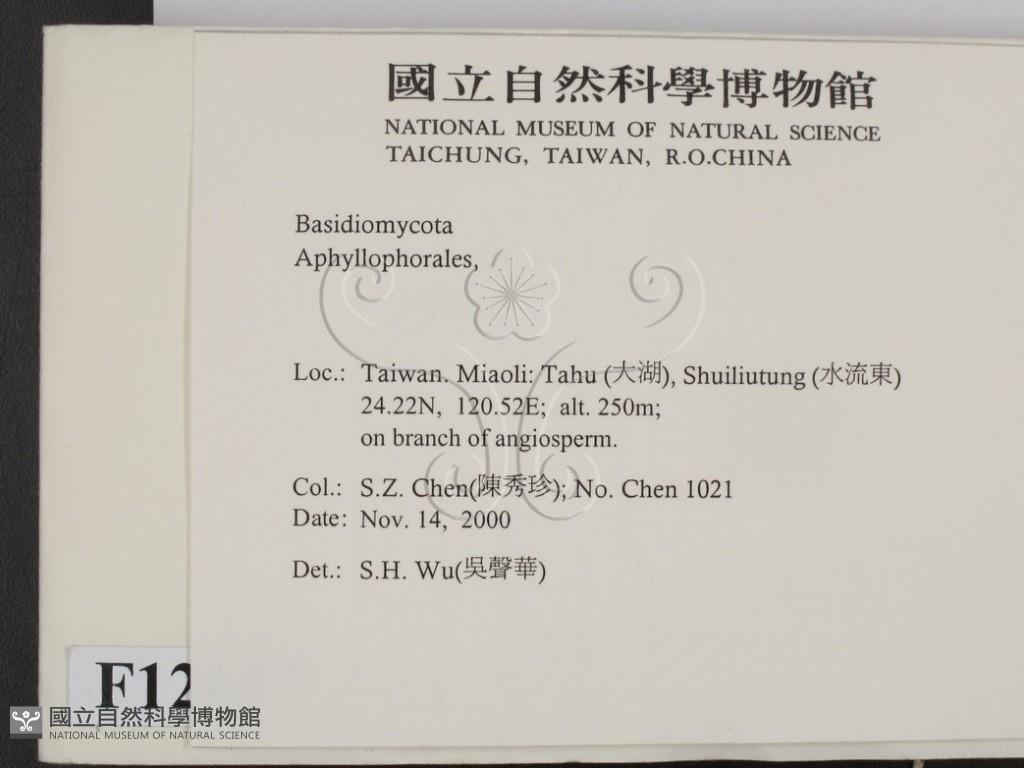 國立自然科學博物館
NATIONAL MUSEUM OF NATURAL SCIENCE
TAICHUNG, TAIWAN, R.O.CHINA
Basidiomycota
Aphyllophorales,
Loc.: Taiwan. Miaoli: Tahu (大湖), Shuiliutung (水流東)
24.22N, 120.52E; alt. 250m;
on branch of angiosperm.
Col.: S.Z. Chen(陳秀珍); No. Chen 1021
Date: Nov. 14, 2000
Det.: S.H. Wu(吳聲華)
F12
國立自然科學博物館
NATIONAL MUSEUM OF NATURAL SCIENCE